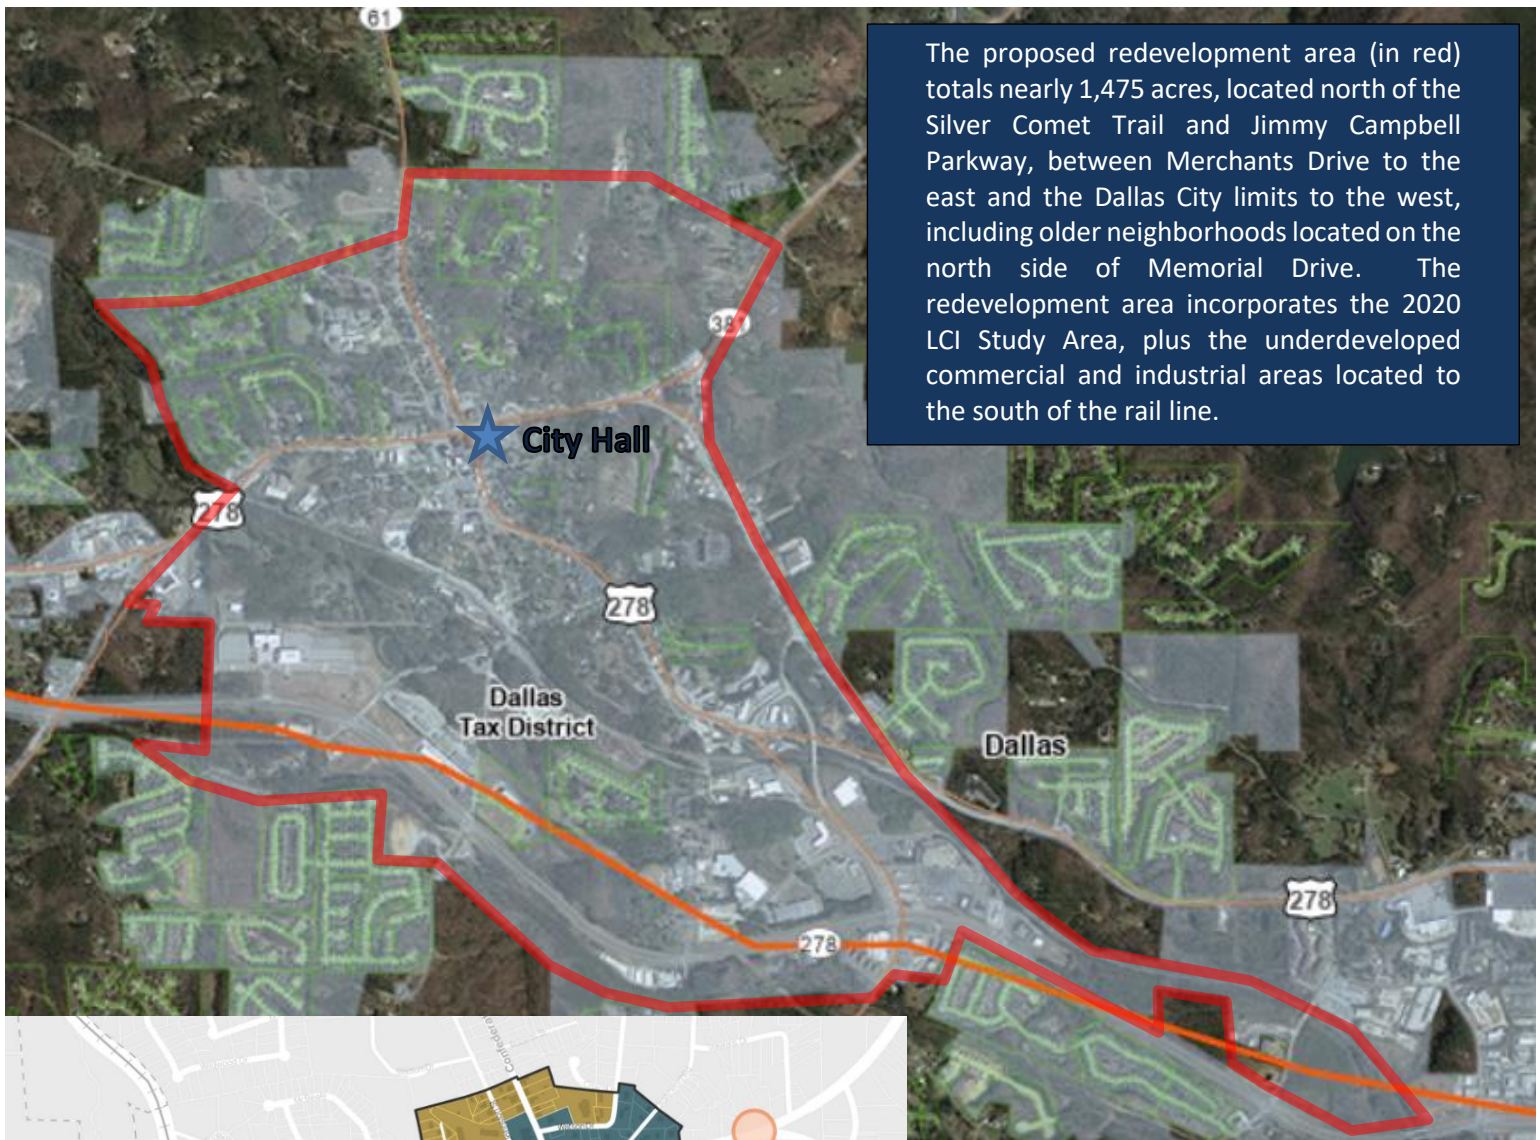 61
The proposed redevelopment area (in red)
totals nearly 1,475 acres, located north of the
Silver Comet Trail and Jimmy Campbell
Parkway, between Merchants Drive to the
east and the Dallas City limits to the west,
including older neighborhoods located on the
north side of Memorial Drive. The
redevelopment area incorporates the 2020
LCI Study Area, plus the underdeveloped
commercial and industrial areas located to
the south of the rail line.
381
City Hall
278
278
Dallas
Tax District
Dallas
278
278